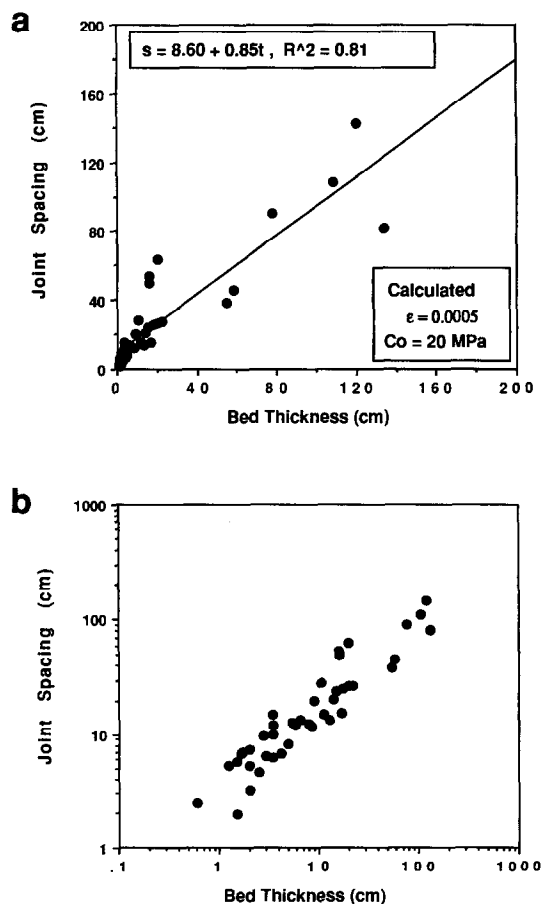 a
200
s = 8.60 + 0.85t , R^2 = 0.81
160
120
80
40
0
Joint Spacing (cm)
Calculated
ε = 0.0005
Co = 20 MPa
0 40 80 120 160 200
Bed Thickness (cm)
b
1000
100
10
1
Joint Spacing (cm)
.1 1 10 100 1000
Bed Thickness (cm)